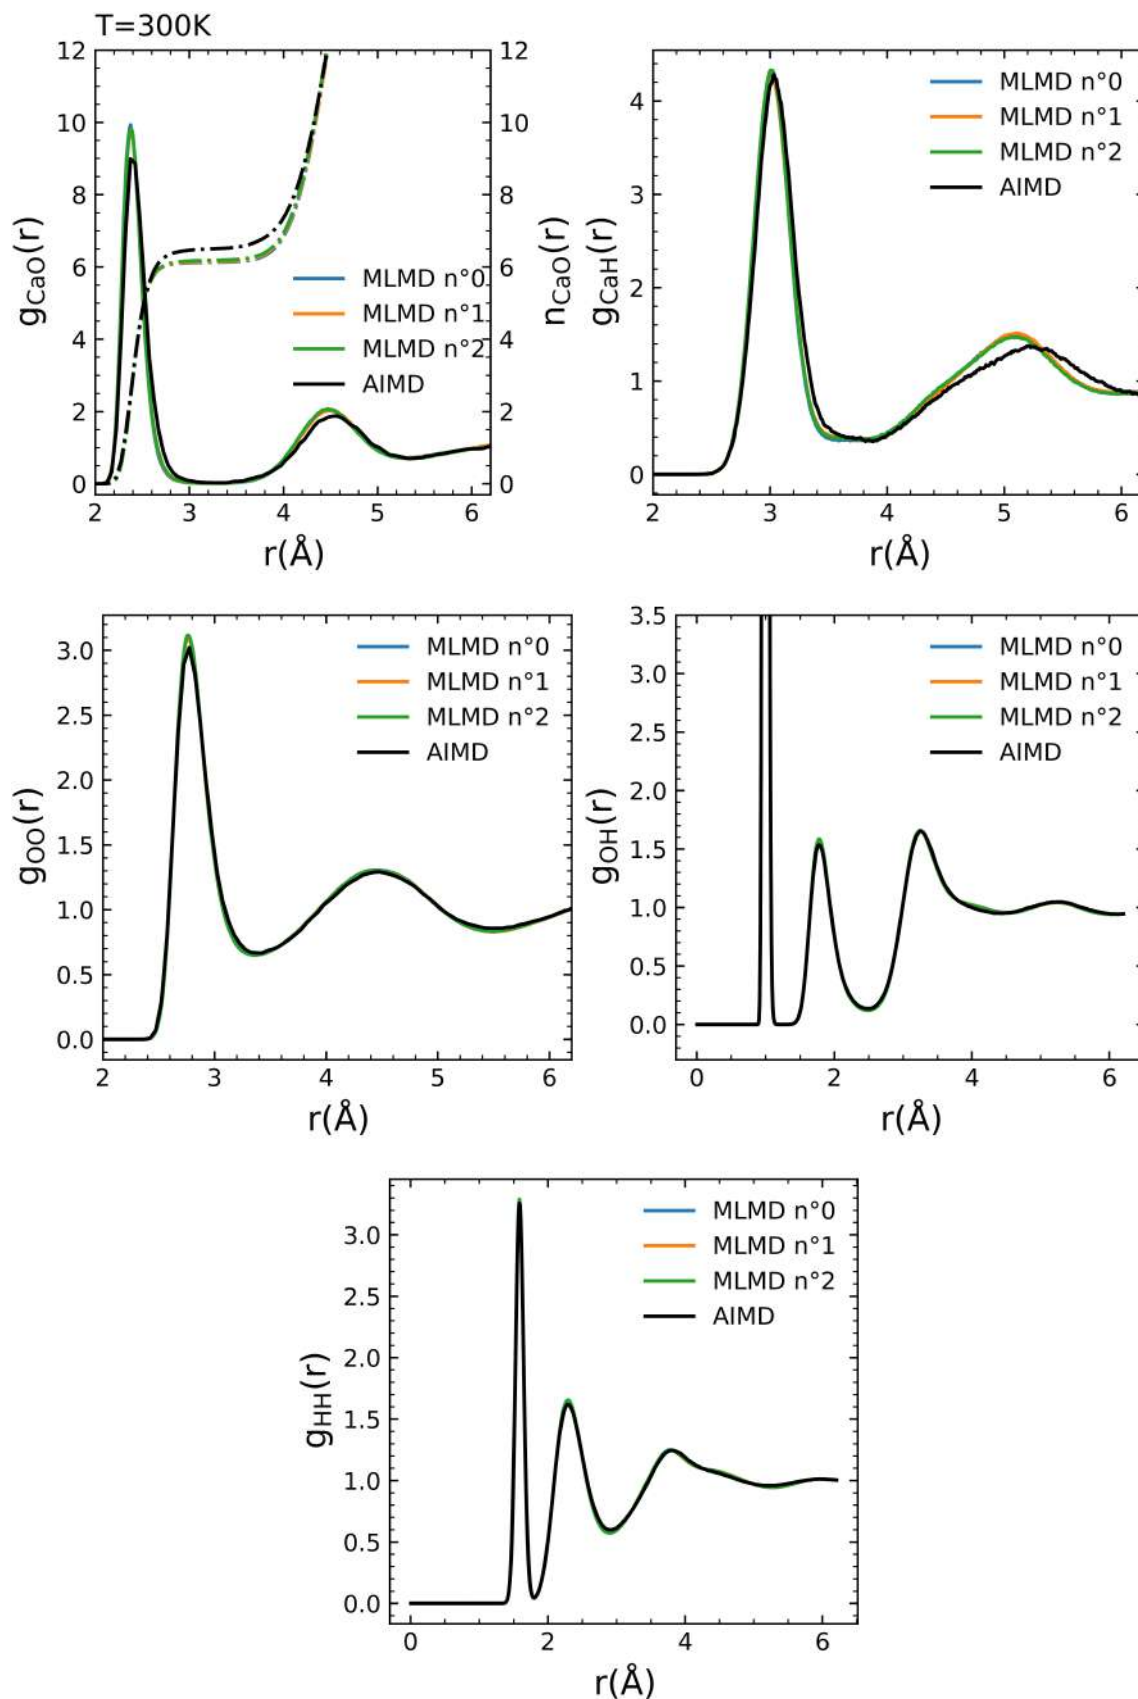 T=300K
12
10
8
6
4
2
0
g_CaO(r)
12
10
8
6
4
2
0
n_CaO(r)
MLMD n°0
MLMD n°1
MLMD n°2
AIMD
2 3 4 5 6
r(Å)
4
3
2
1
0
g_CaH(r)
MLMD n°0
MLMD n°1
MLMD n°2
AIMD
2 3 4 5 6
r(Å)
3.0
2.5
2.0
1.5
1.0
0.5
0.0
g_OO(r)
MLMD n°0
MLMD n°1
MLMD n°2
AIMD
2 3 4 5 6
r(Å)
3.5
3.0
2.5
2.0
1.5
1.0
0.5
0.0
g_OH(r)
MLMD n°0
MLMD n°1
MLMD n°2
AIMD
0 2 4 6
r(Å)
3.0
2.5
2.0
1.5
1.0
0.5
0.0
g_HH(r)
MLMD n°0
MLMD n°1
MLMD n°2
AIMD
0 2 4 6
r(Å)